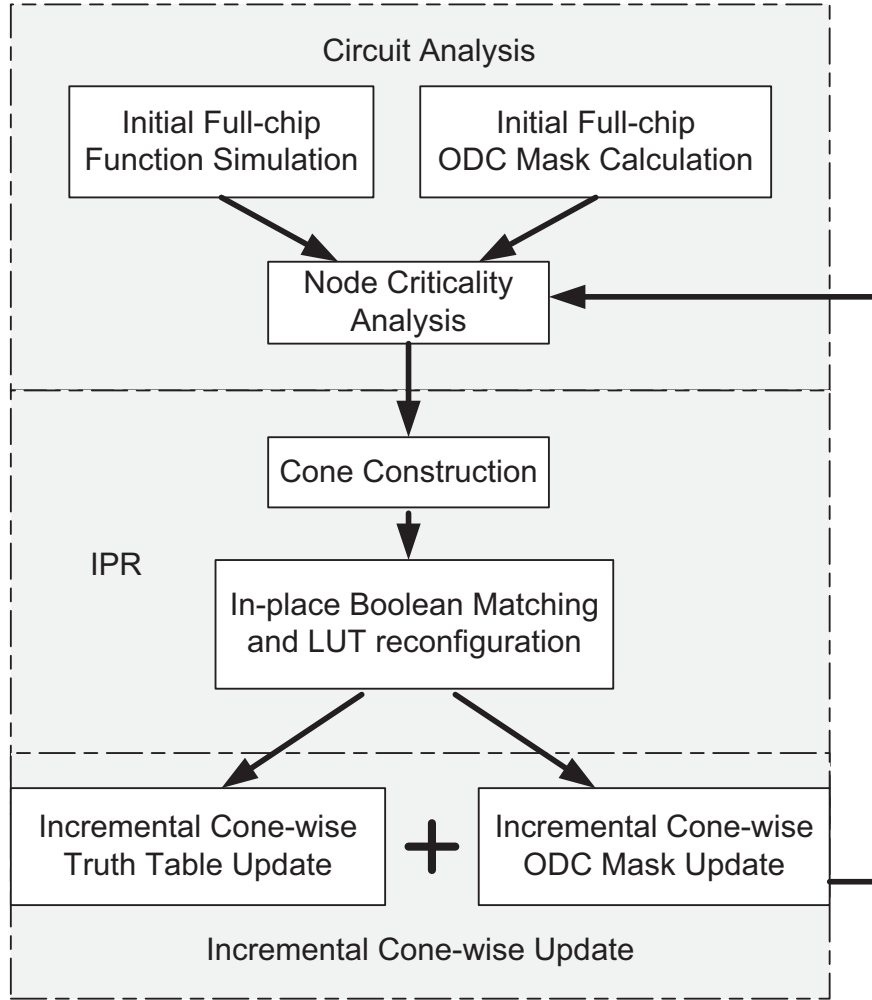 Circuit Analysis
Initial Full-chip
Function Simulation
Initial Full-chip
ODC Mask Calculation
Node Criticality
Analysis
Cone Construction
IPR
In-place Boolean Matching
and LUT reconfiguration
Incremental Cone-wise
Truth Table Update
+
Incremental Cone-wise
ODC Mask Update
Incremental Cone-wise Update